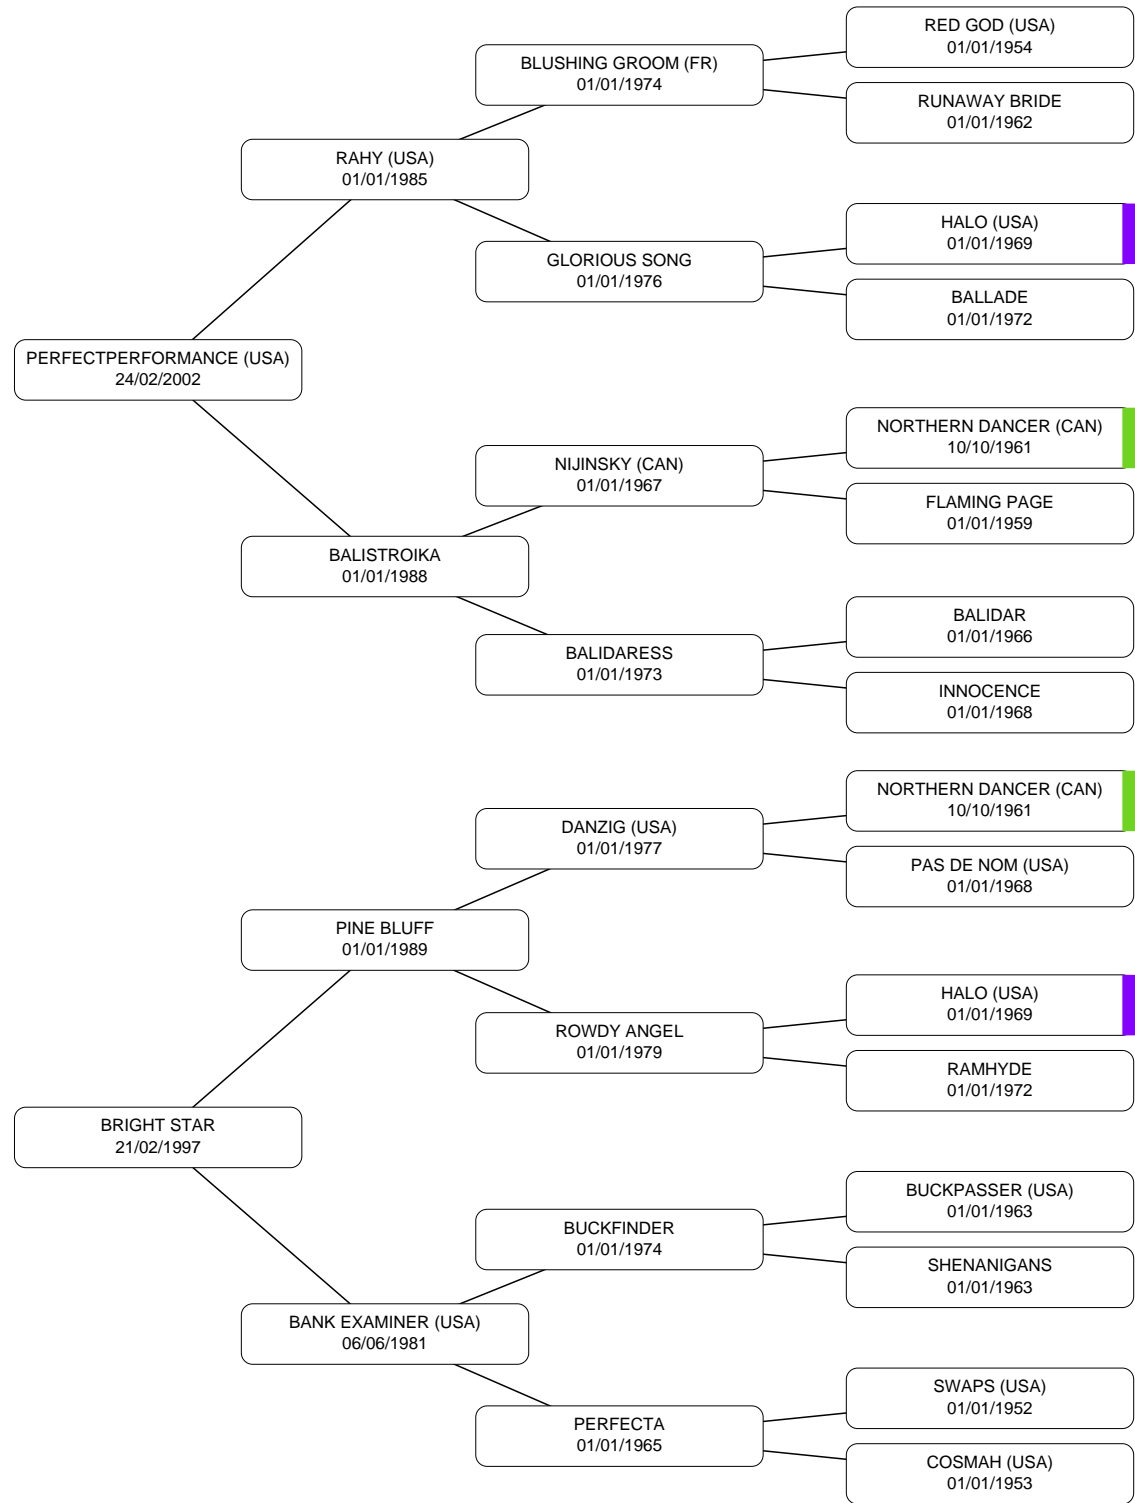 RED GOD (USA)
01/01/1954
BLUSHING GROOM (FR)
01/01/1974
RUNAWAY BRIDE
01/01/1962
RAHY (USA)
01/01/1985
HALO (USA)
01/01/1969
GLORIOUS SONG
01/01/1976
BALLADE
01/01/1972
PERFECTPERFORMANCE (USA)
24/02/2002
NORTHERN DANCER (CAN)
10/10/1961
NIJINSKY (CAN)
01/01/1967
FLAMING PAGE
01/01/1959
BALISTROIKA
01/01/1988
BALIDAR
01/01/1966
BALIDARESS
01/01/1973
INNOCENCE
01/01/1968
NORTHERN DANCER (CAN)
10/10/1961
DANZIG (USA)
01/01/1977
PAS DE NOM (USA)
01/01/1968
PINE BLUFF
01/01/1989
HALO (USA)
01/01/1969
ROWDY ANGEL
01/01/1979
RAMHYDE
01/01/1972
BRIGHT STAR
21/02/1997
BUCKPASSER (USA)
01/01/1963
BUCKFINDER
01/01/1974
SHENANIGANS
01/01/1963
BANK EXAMINER (USA)
06/06/1981
SWAPS (USA)
01/01/1952
PERFECTA
01/01/1965
COSMAH (USA)
01/01/1953